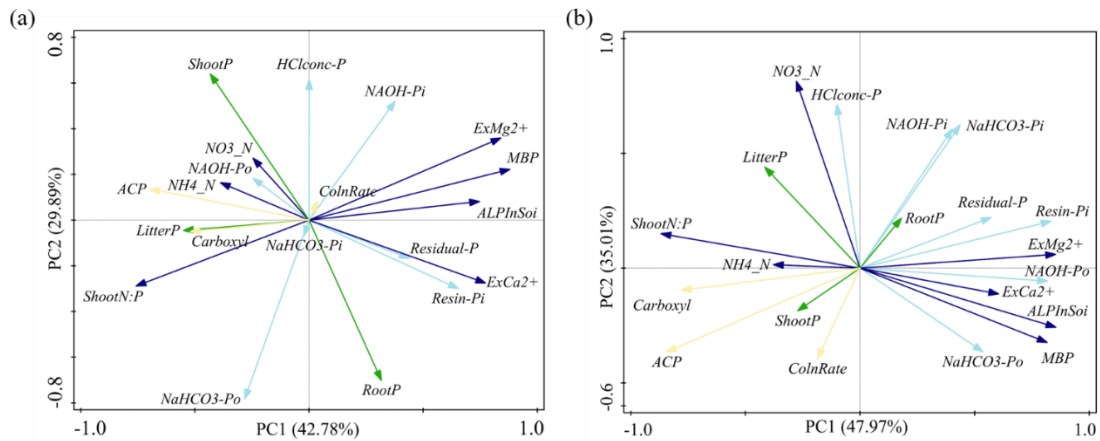 (a)
0.8
ShootP
HClconc-P
NAOH-Pi
ExMg2+
NO3_N
MBP
NAOH-Po
NH4_N
ACP
ColnRate
ALPInSoi
LitterP
Carboxyl
NaHCO3-Pi
Residual-P
ShootN:P
ExCa2+
Resin-Pi
RootP
NaHCO3-Po
-0.8
PC2 (29.89%)
-1.0
PC1 (42.78%)
1.0
(b)
1.0
NO3_N
HClconc-P
NAOH-Pi
NaHCO3-Pi
LitterP
RootP
Residual-P
Resin-Pi
ShootN:P
ExMg2+
NH4_N
NAOH-Po
ExCa2+
Carboxyl
ALPInSoi
ShootP
ACP
ColnRate
NaHCO3-Po
MBP
-0.6
PC2 (35.01%)
-1.0
PC1 (47.97%)
1.0